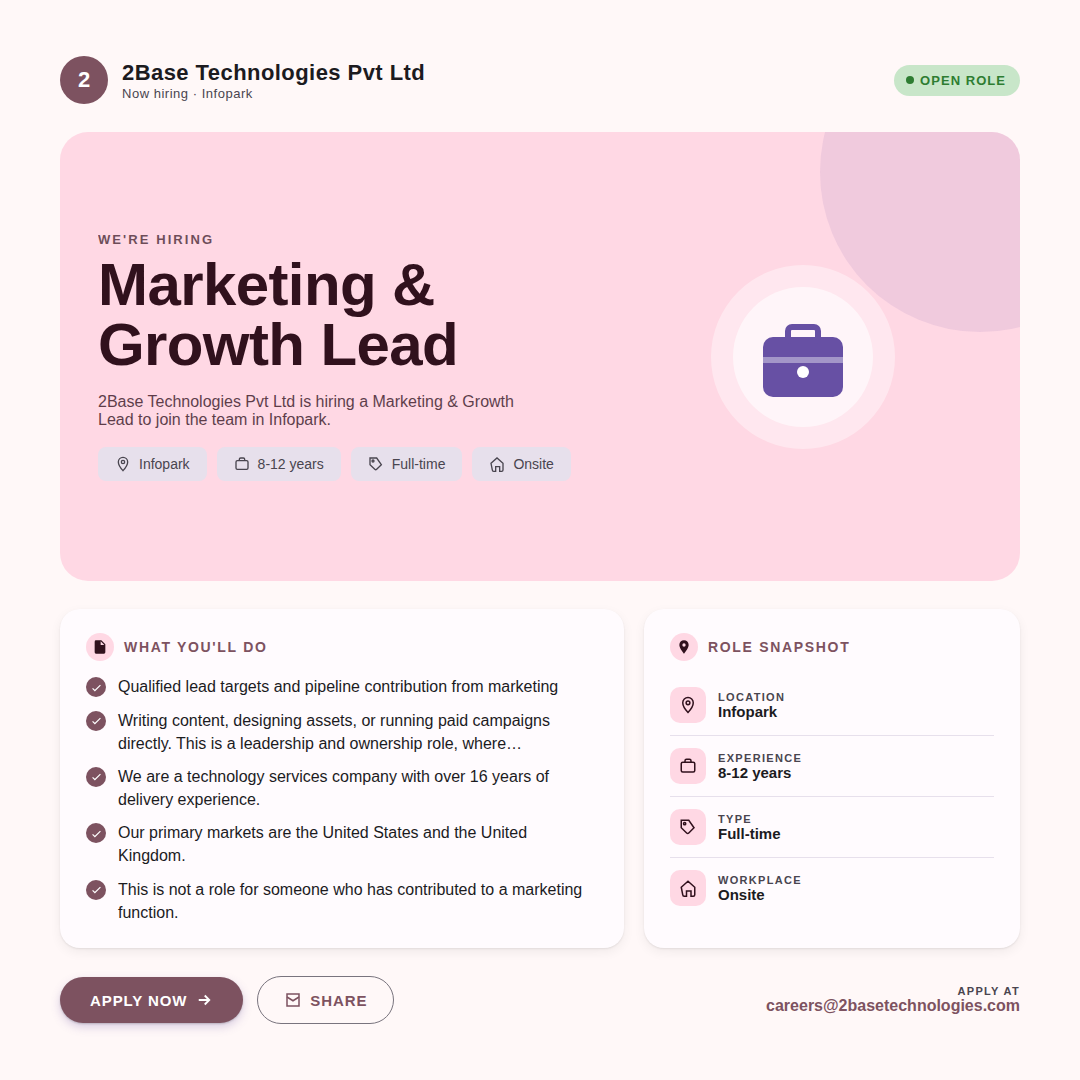 2
2Base Technologies Pvt Ltd
Now hiring · Infopark
OPEN ROLE
WE'RE HIRING
Marketing &
Growth Lead
2Base Technologies Pvt Ltd is hiring a Marketing & Growth
Lead to join the team in Infopark.
Infopark
8-12 years
Full-time
Onsite
WHAT YOU'LL DO
Qualified lead targets and pipeline contribution from marketing
Writing content, designing assets, or running paid campaigns
directly. This is a leadership and ownership role, where…
We are a technology services company with over 16 years of
delivery experience.
Our primary markets are the United States and the United
Kingdom.
This is not a role for someone who has contributed to a marketing
function.
ROLE SNAPSHOT
LOCATION
Infopark
EXPERIENCE
8-12 years
TYPE
Full-time
WORKPLACE
Onsite
APPLY NOW
SHARE
APPLY AT
careers@2basetechnologies.com